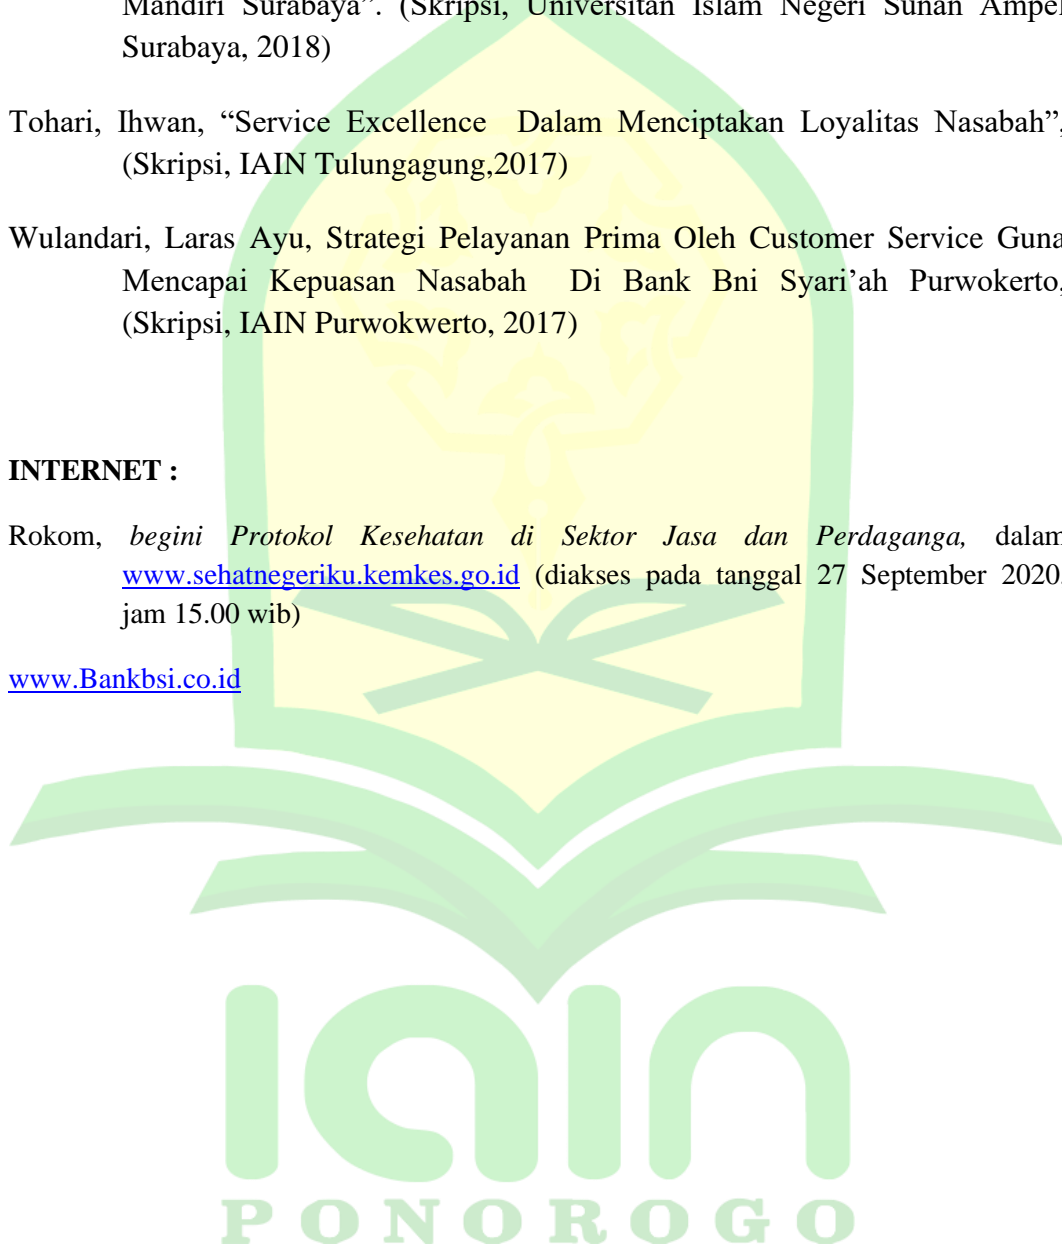 Mandiri Surabaya”. (Skripsi, Universitan Islam Negeri Sunan Ampel
Surabaya, 2018)
Tohari, Ihwan, “Service Excellence Dalam Menciptakan Loyalitas Nasabah”,
(Skripsi, IAIN Tulungagung,2017)
Wulandari, Laras Ayu, Strategi Pelayanan Prima Oleh Customer Service Guna
Mencapai Kepuasan Nasabah Di Bank Bni Syari’ah Purwokerto,
(Skripsi, IAIN Purwokwerto, 2017)
INTERNET :
Rokom, begini Protokol Kesehatan di Sektor Jasa dan Perdaganga, dalam
www.sehatnegeriku.kemkes.go.id (diakses pada tanggal 27 September 2020.
jam 15.00 wib)
www.Bankbsi.co.id
IAIN
PONOROGO